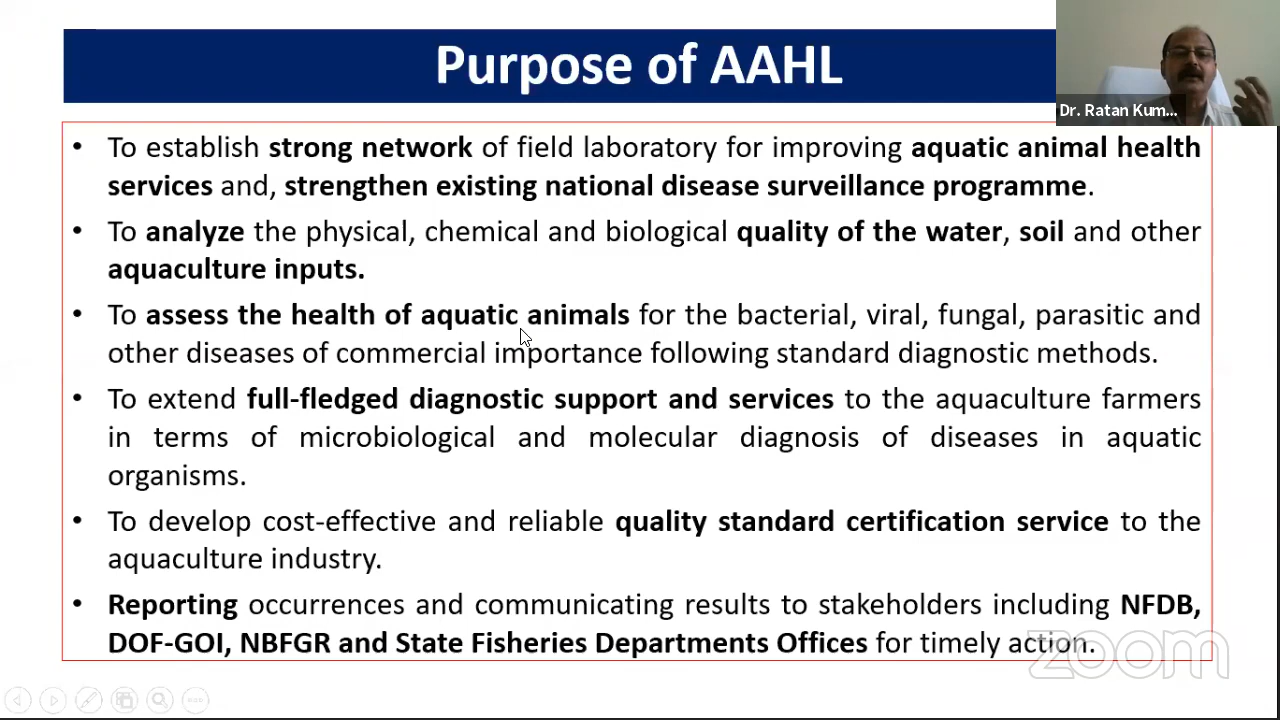 Purpose of AAHL
Dr. Ratan Kum...
• To establish strong network of field laboratory for improving aquatic animal health
services and, strengthen existing national disease surveillance programme.
• To analyze the physical, chemical and biological quality of the water, soil and other
aquaculture inputs.
• To assess the health of aquatic animals for the bacterial, viral, fungal, parasitic and
other diseases of commercial importance following standard diagnostic methods.
• To extend full-fledged diagnostic support and services to the aquaculture farmers
in terms of microbiological and molecular diagnosis of diseases in aquatic
organisms.
• To develop cost-effective and reliable quality standard certification service to the
aquaculture industry.
• Reporting occurrences and communicating results to stakeholders including NFDB,
DOF-GOI, NBFGR and State Fisheries Departments Offices for timely action.
zoom